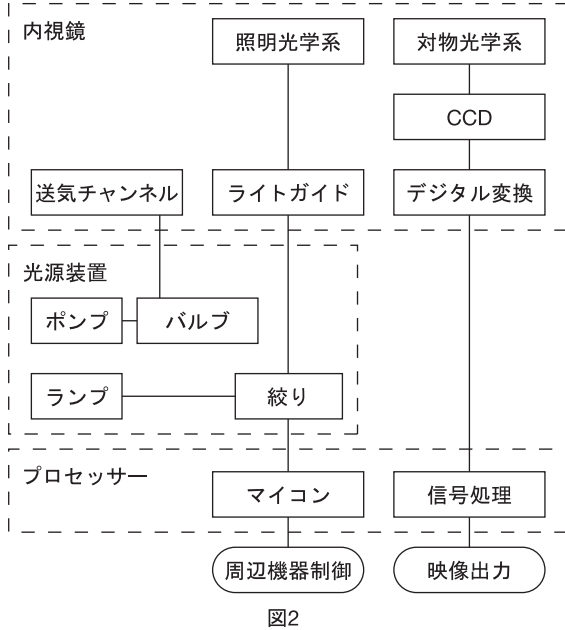 内視鏡
照明光学系
対物光学系
CCD
送気チャンネル
ライトガイド
デジタル変換
光源装置
ポンプ
バルブ
ランプ
絞り
プロセッサー
マイコン
信号処理
周辺機器制御
映像出力
図2